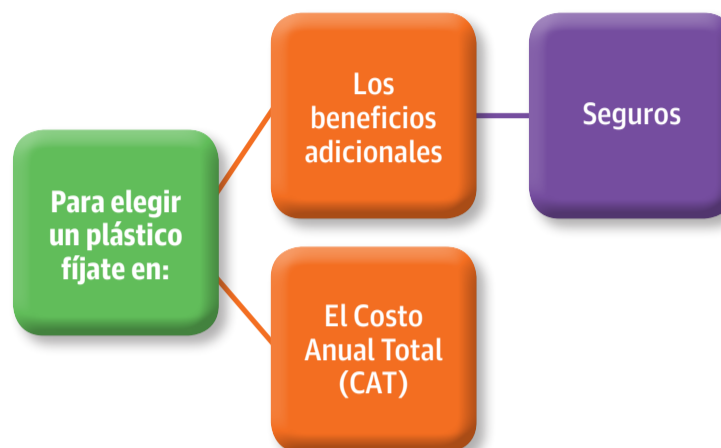 Para elegir
un plástico
fíjate en:
Los
beneficios
adicionales
Seguros
El Costo
Anual Total
(CAT)